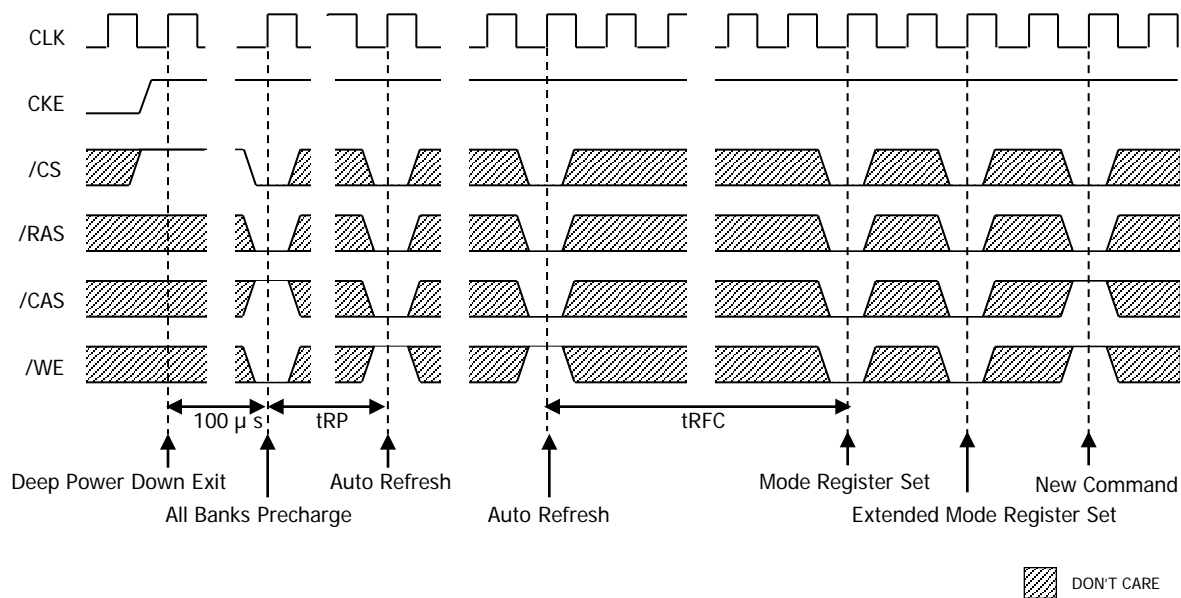 CLK
CKE
/CS
/RAS
/CAS
/WE
100 µ s
tRP
tRFC
Deep Power Down Exit
Auto Refresh
Mode Register Set
New Command
All Banks Precharge
Auto Refresh
Extended Mode Register Set
DON'T CARE